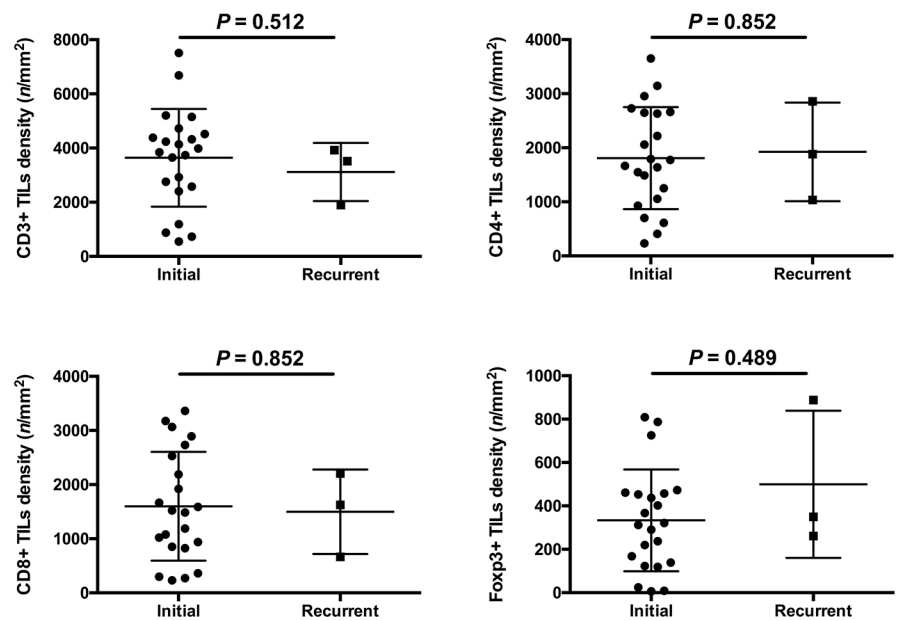 P = 0.512
CD3+ TILs density (n/mm²)
8000
6000
4000
2000
0
Initial
Recurrent
P = 0.852
CD4+ TILs density (n/mm²)
4000
3000
2000
1000
0
Initial
Recurrent
P = 0.852
CD8+ TILs density (n/mm²)
4000
3000
2000
1000
0
Initial
Recurrent
P = 0.489
Foxp3+ TILs density (n/mm²)
1000
800
600
400
200
0
Initial
Recurrent